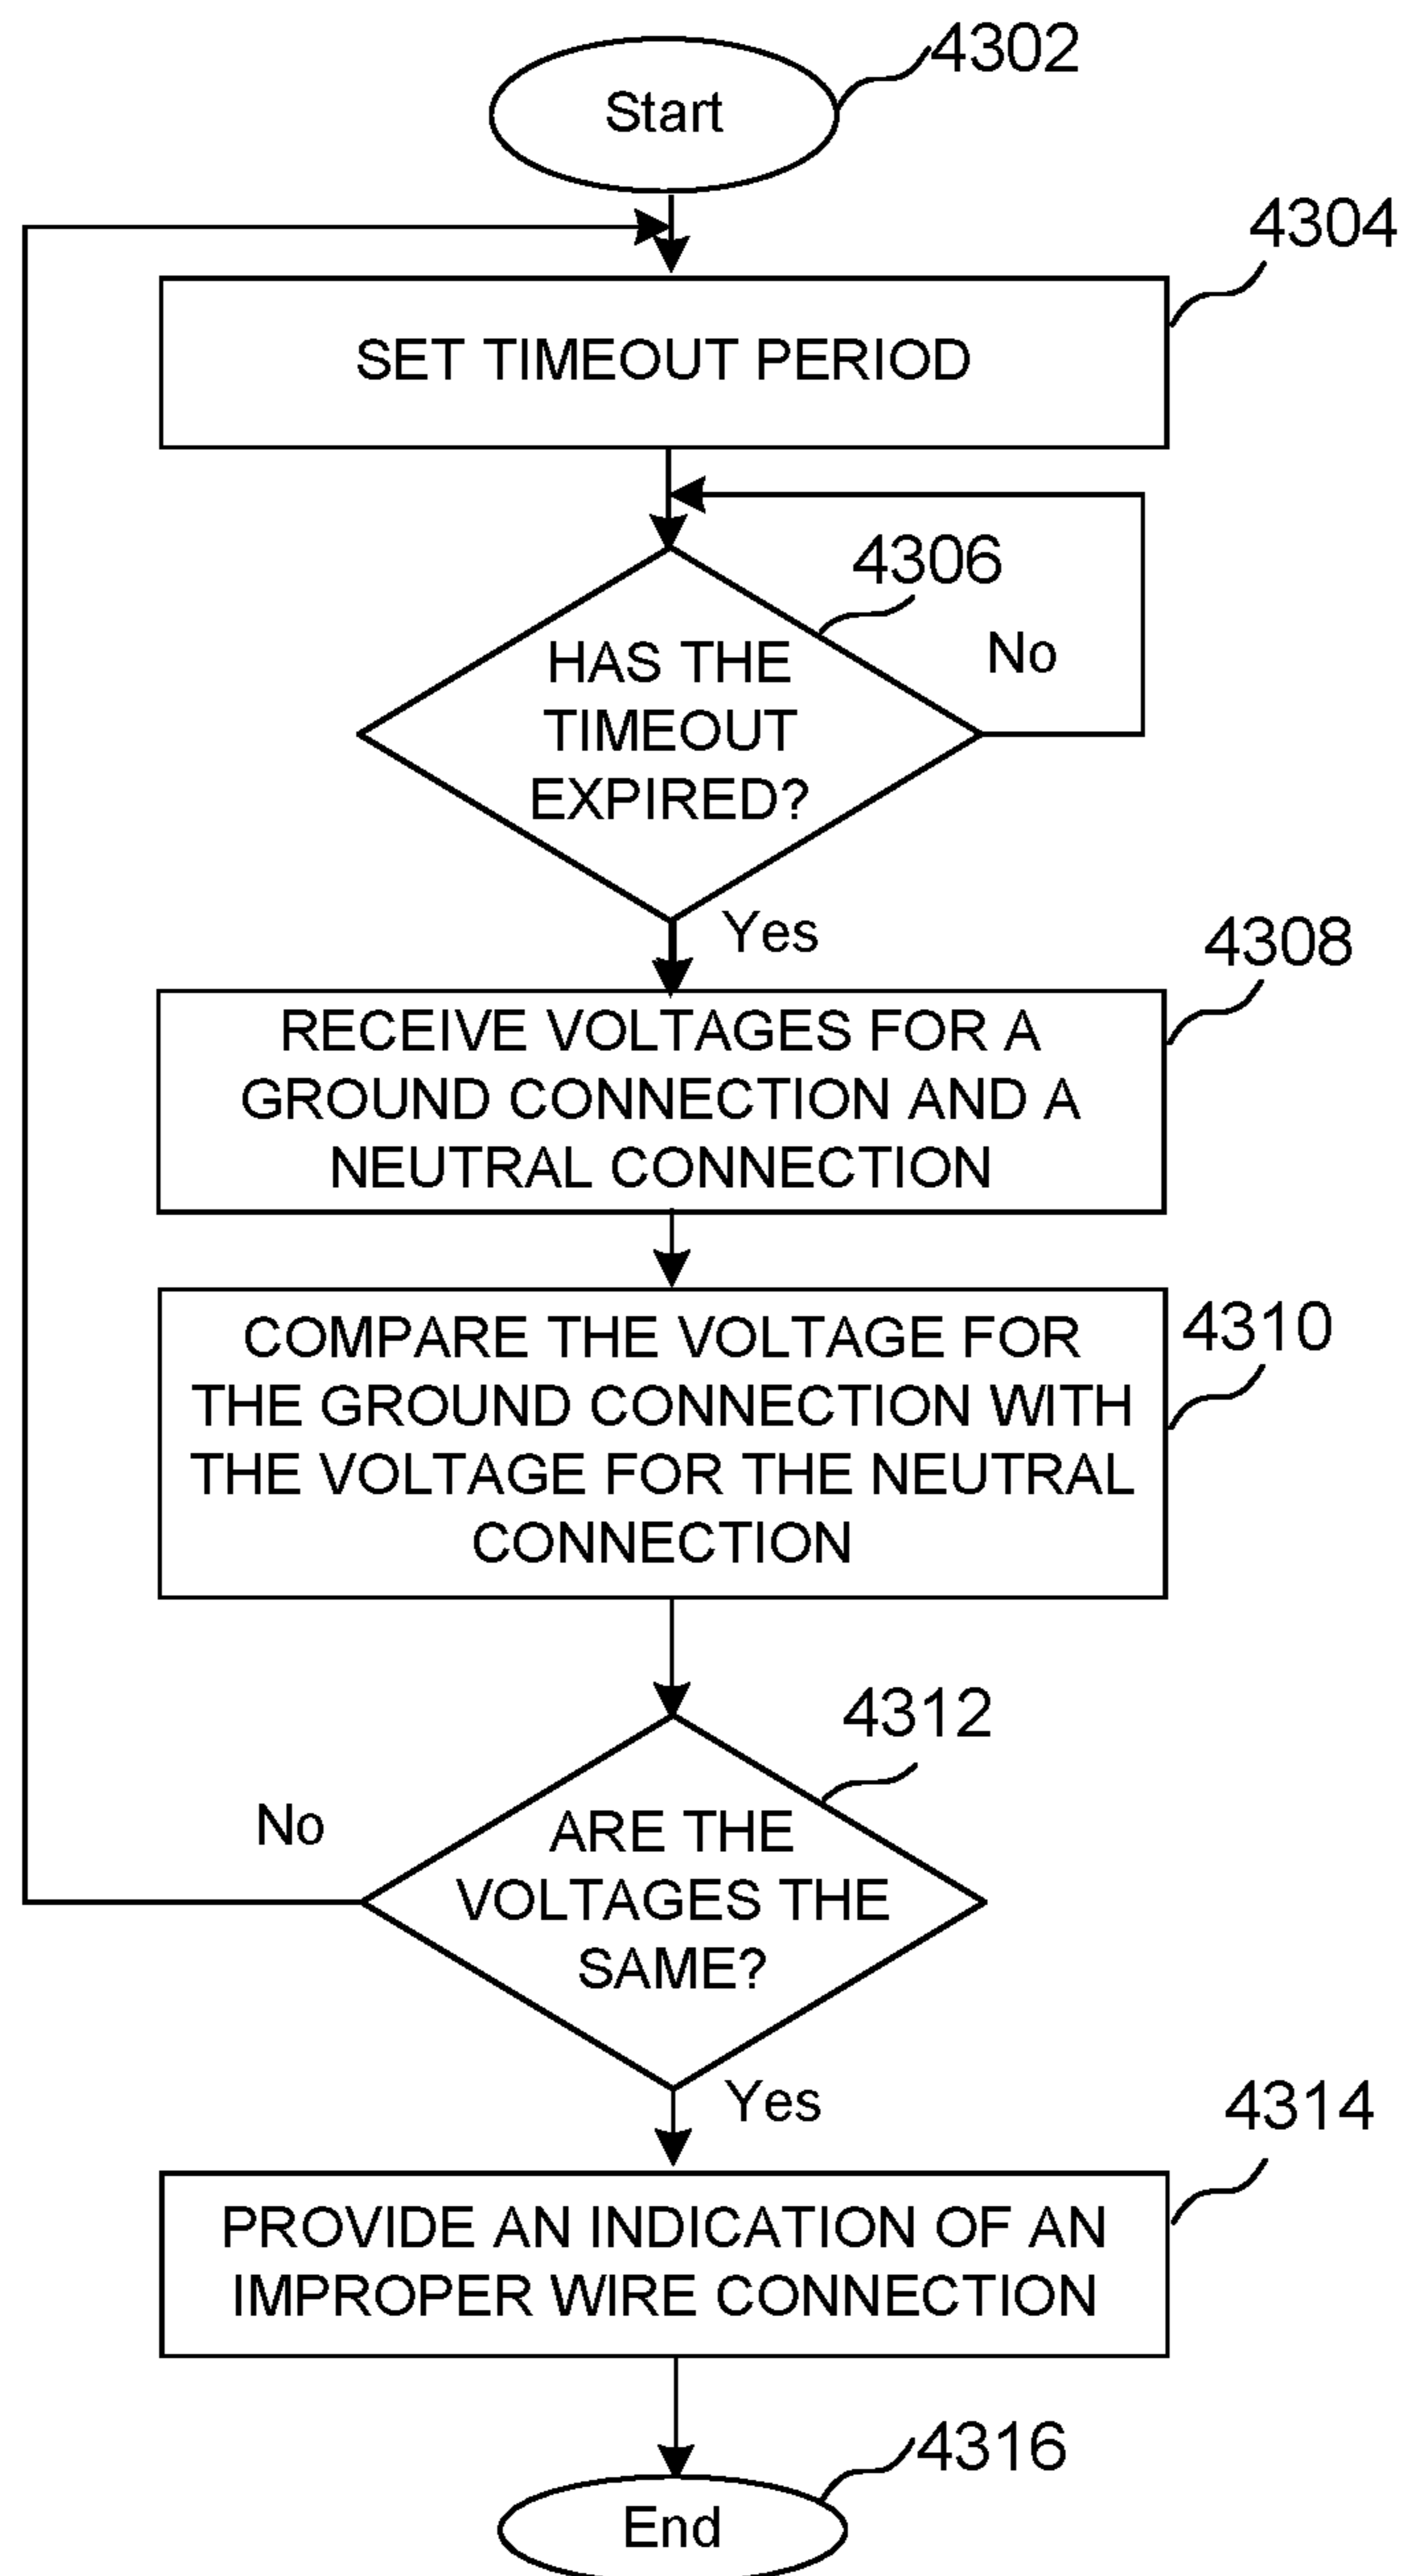 4302
Start
4304
SET TIMEOUT PERIOD
4306
No
HAS THE
TIMEOUT
EXPIRED?
Yes
4308
RECEIVE VOLTAGES FOR A
GROUND CONNECTION AND A
NEUTRAL CONNECTION
4310
COMPARE THE VOLTAGE FOR
THE GROUND CONNECTION WITH
THE VOLTAGE FOR THE NEUTRAL
CONNECTION
4312
No
ARE THE
VOLTAGES THE
SAME?
Yes
4314
PROVIDE AN INDICATION OF AN
IMPROPER WIRE CONNECTION
4316
End